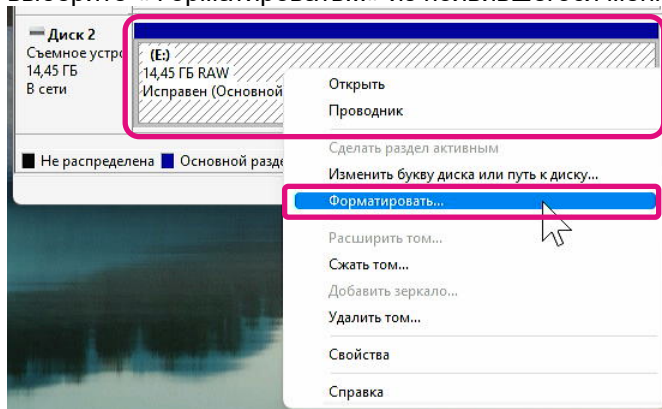 Диск 2
Съемное устро
14,45 ГБ
В сети
(E:)
14,45 ГБ RAW
Исправен (Основной
Не распределена Основной разде
Открыть
Проводник
Сделать раздел активным
Изменить букву диска или путь к диску...
Форматировать...
Расширить том...
Сжать том...
Добавить зеркало...
Удалить том...
Свойства
Справка